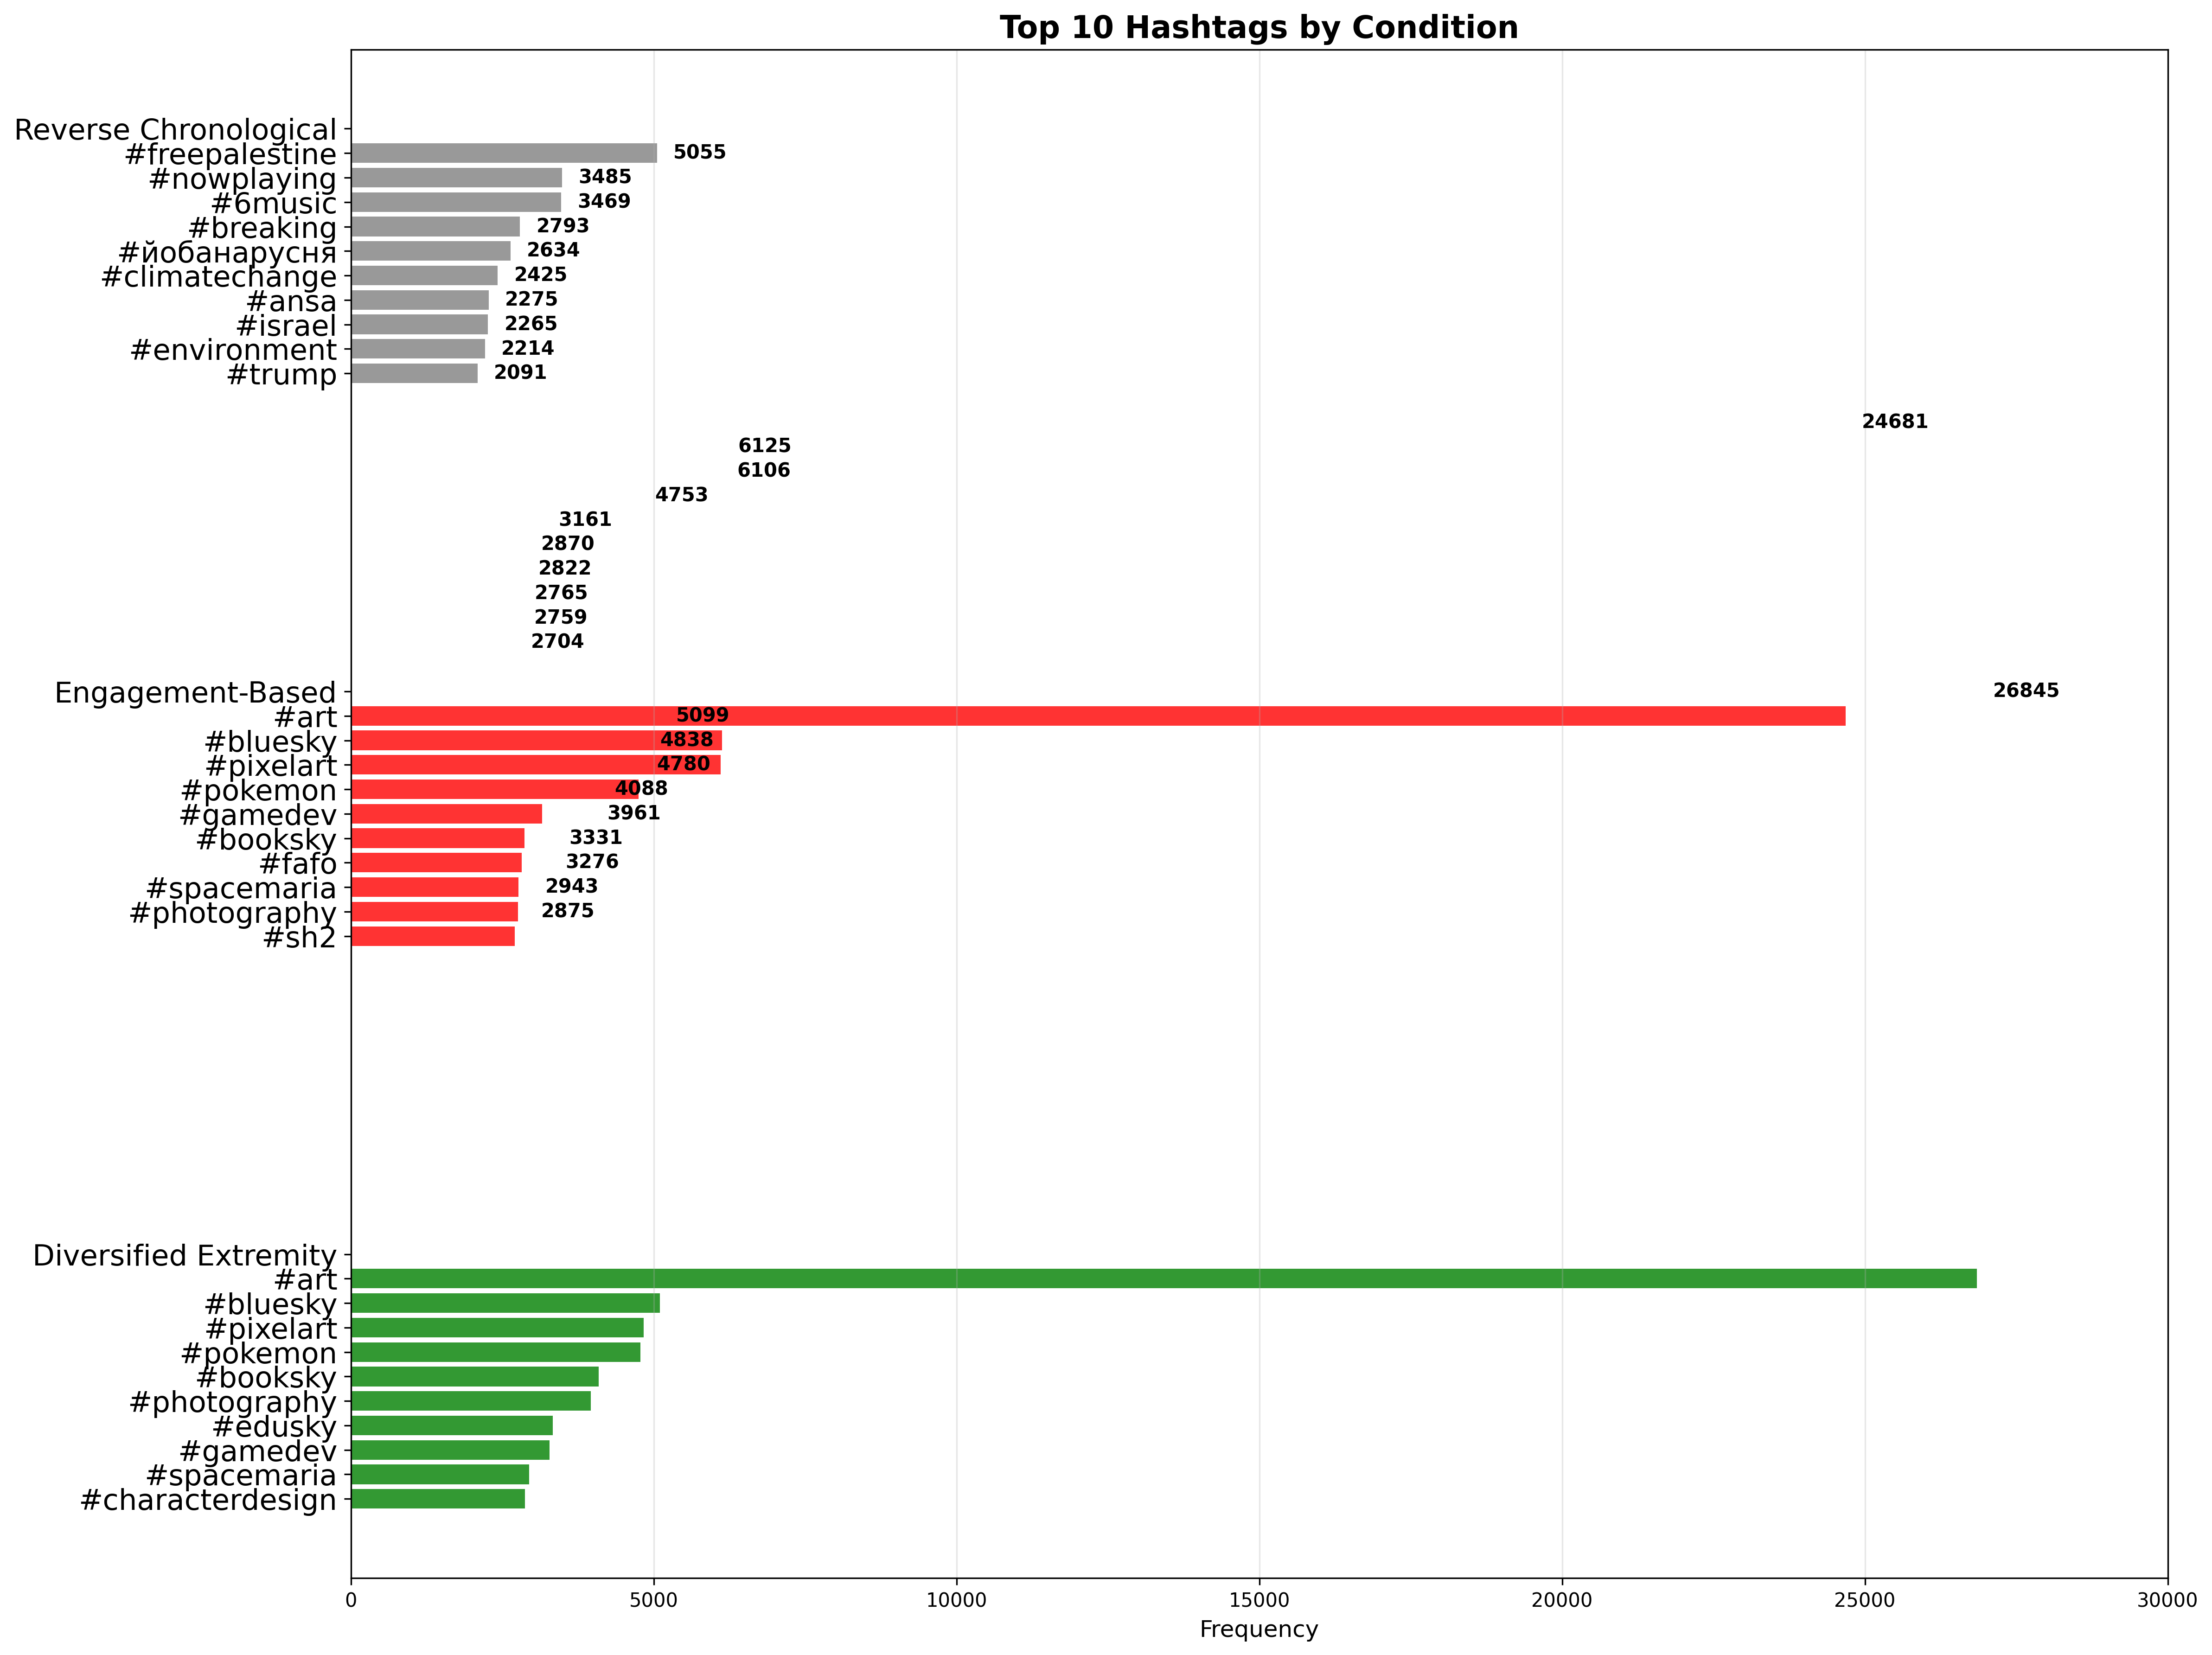 Top 10 Hashtags by Condition
Reverse Chronological
#freepalestine 5055
#nowplaying 3485
#6music 3469
#breaking 2793
#йобанарусня 2634
#climatechange 2425
#ansa 2275
#israel 2265
#environment 2214
#trump 2091
24681
6125
6106
4753
3161
2870
2822
2765
2759
2704
Engagement-Based 26845
#art 5099
#bluesky 4838
#pixelart 4780
#pokemon 4088
#gamedev 3961
#booksky 3331
#fafo 3276
#spacemaria 2943
#photography 2875
#sh2
Diversified Extremity
#art
#bluesky
#pixelart
#pokemon
#booksky
#photography
#edusky
#gamedev
#spacemaria
#characterdesign
0 5000 10000 15000 20000 25000 30000
Frequency